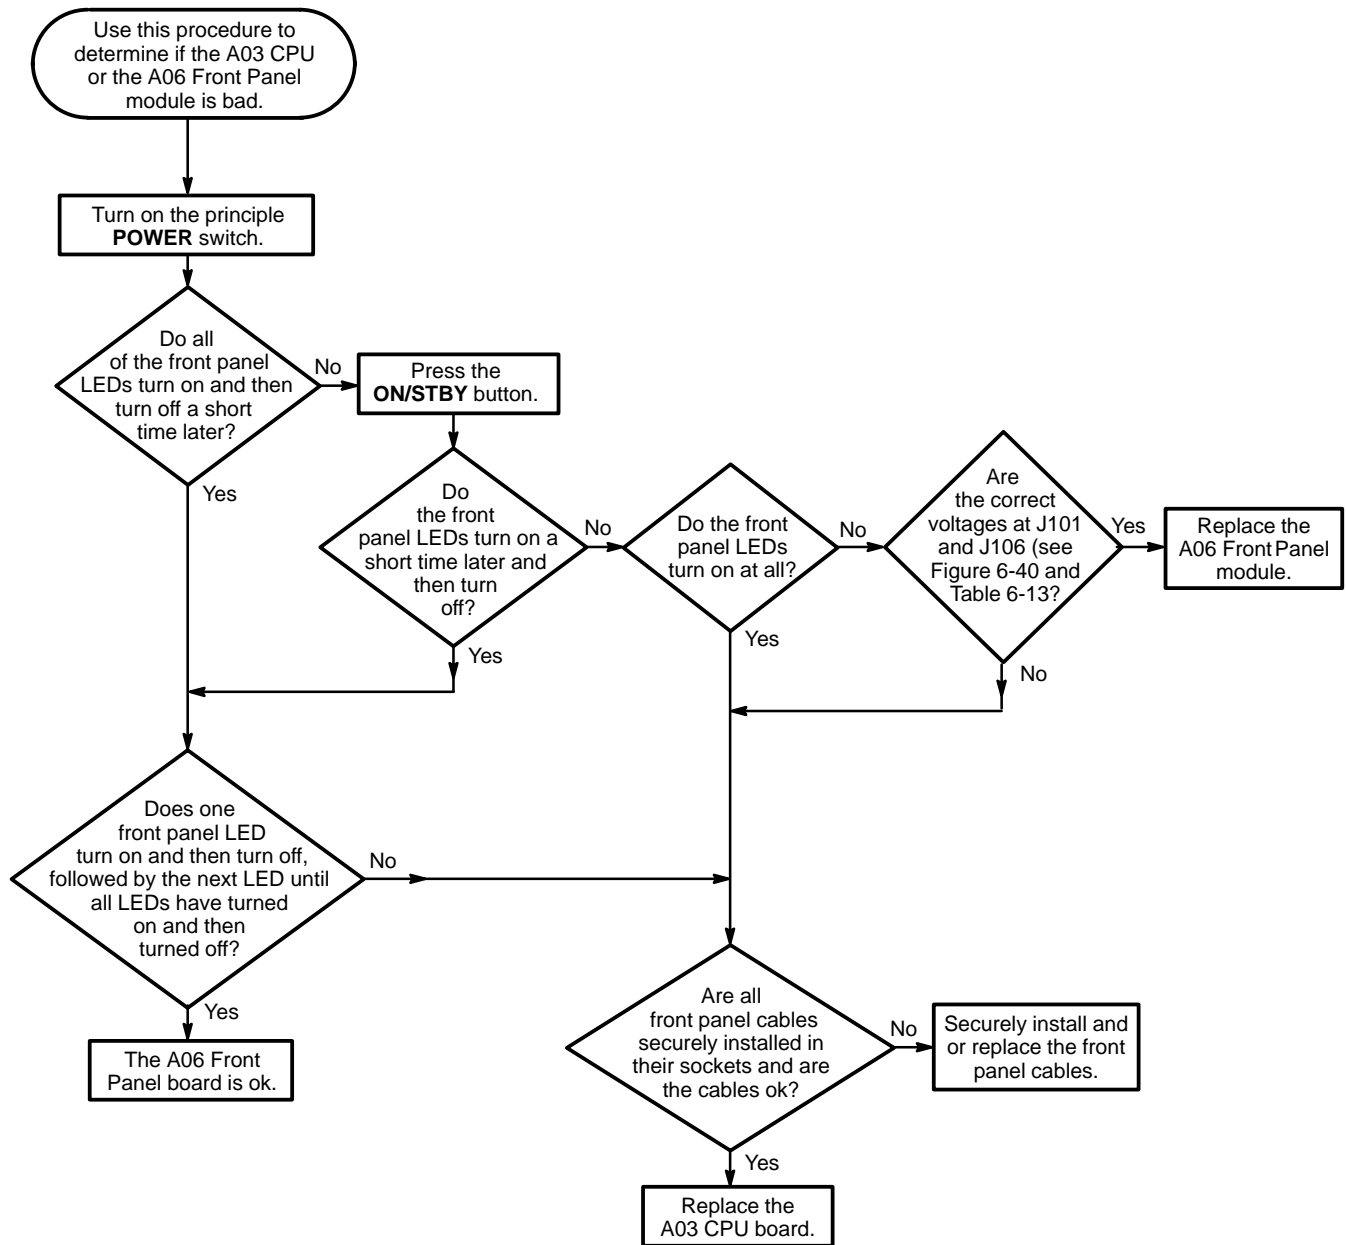 Use this procedure to
determine if the A03 CPU
or the A06 Front Panel
module is bad.
Turn on the principle
POWER switch.
Do all
of the front panel
LEDs turn on and then
turn off a short
time later?
No
Yes
Press the
ON/STBY button.
Do
the front
panel LEDs turn on a
short time later and
then turn
off?
No
Yes
Do the front
panel LEDs
turn on at all?
No
Yes
Are
the correct
voltages at J101
and J106 (see
Figure 6-40 and
Table 6-13?
Yes
No
Replace the
A06 Front Panel
module.
Does one
front panel LED
turn on and then turn off,
followed by the next LED until
all LEDs have turned
on and then
turned off?
No
Yes
The A06 Front
Panel board is ok.
Are all
front panel cables
securely installed in
their sockets and are
the cables ok?
No
Yes
Securely install and
or replace the front
panel cables.
Replace the
A03 CPU board.